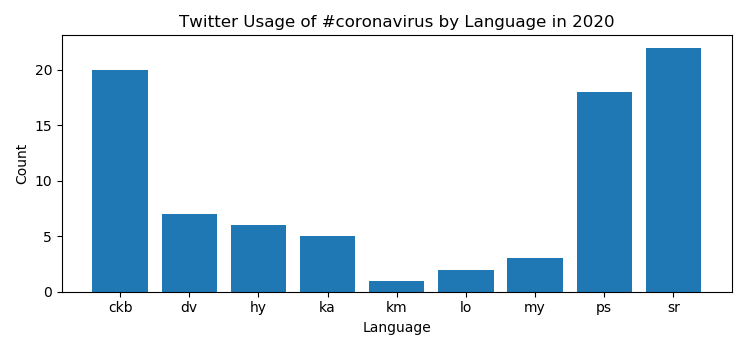 Twitter Usage of #coronavirus by Language in 2020
20
15
10
5
0
Count
ckb dv hy ka km lo my ps sr
Language